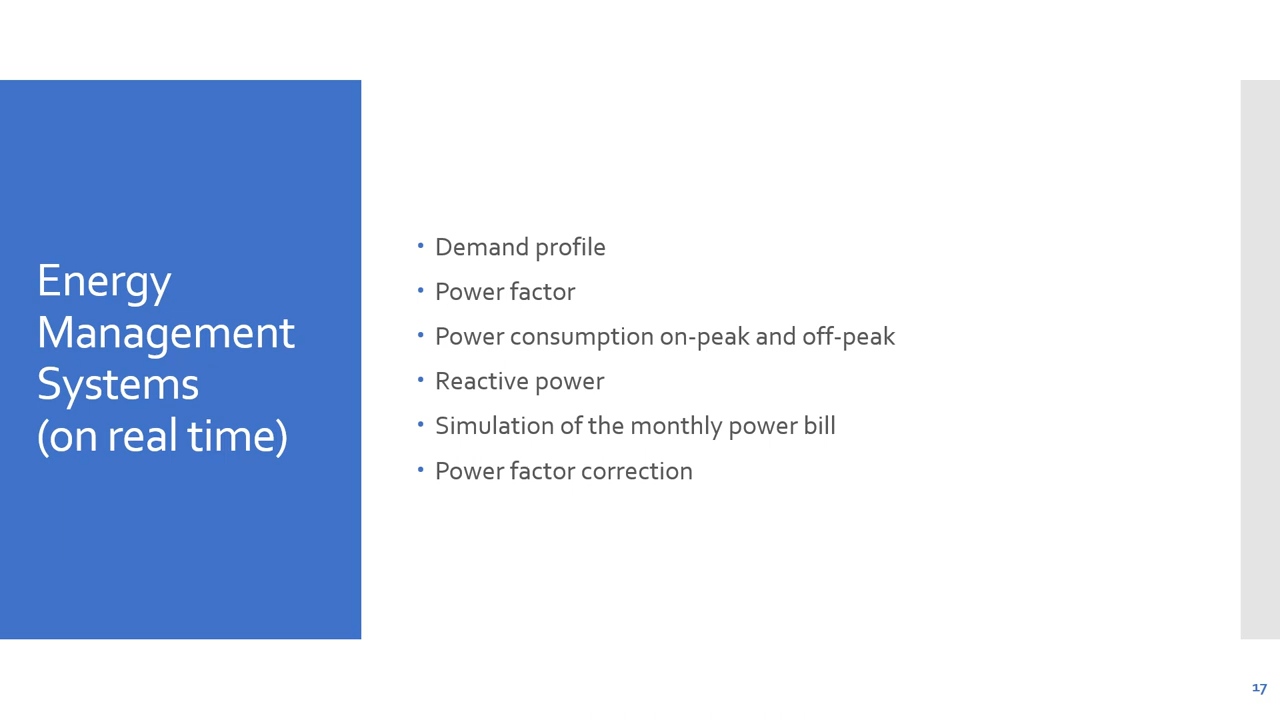 Energy
Management
Systems
(on real time)
• Demand profile
• Power factor
• Power consumption on-peak and off-peak
• Reactive power
• Simulation of the monthly power bill
• Power factor correction
17